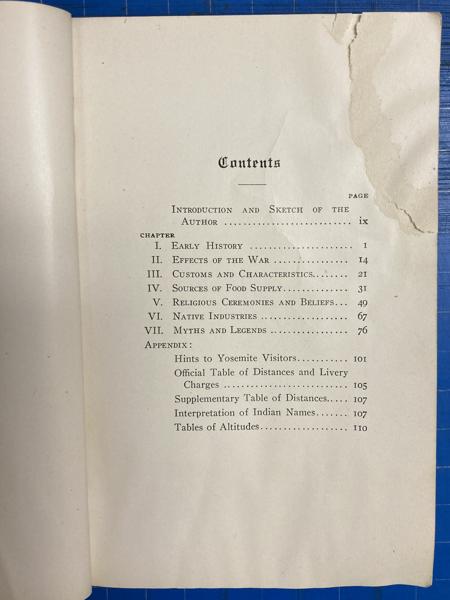 Contents
PAGE
Introduction and Sketch of the
Author ...................... ix
CHAPTER
I. Early History ..................... 1
II. Effects of the War ............... 14
III. Customs and Characteristics....... 21
IV. Sources of Food Supply............. 31
V. Religious Ceremonies and Beliefs... 49
VI. Native Industries .................. 67
VII. Myths and Legends ................ 76
Appendix:
Hints to Yosemite Visitors........... 101
Official Table of Distances and Livery
Charges ......................... 105
Supplementary Table of Distances..... 107
Interpretation of Indian Names....... 107
Tables of Altitudes.................. 110